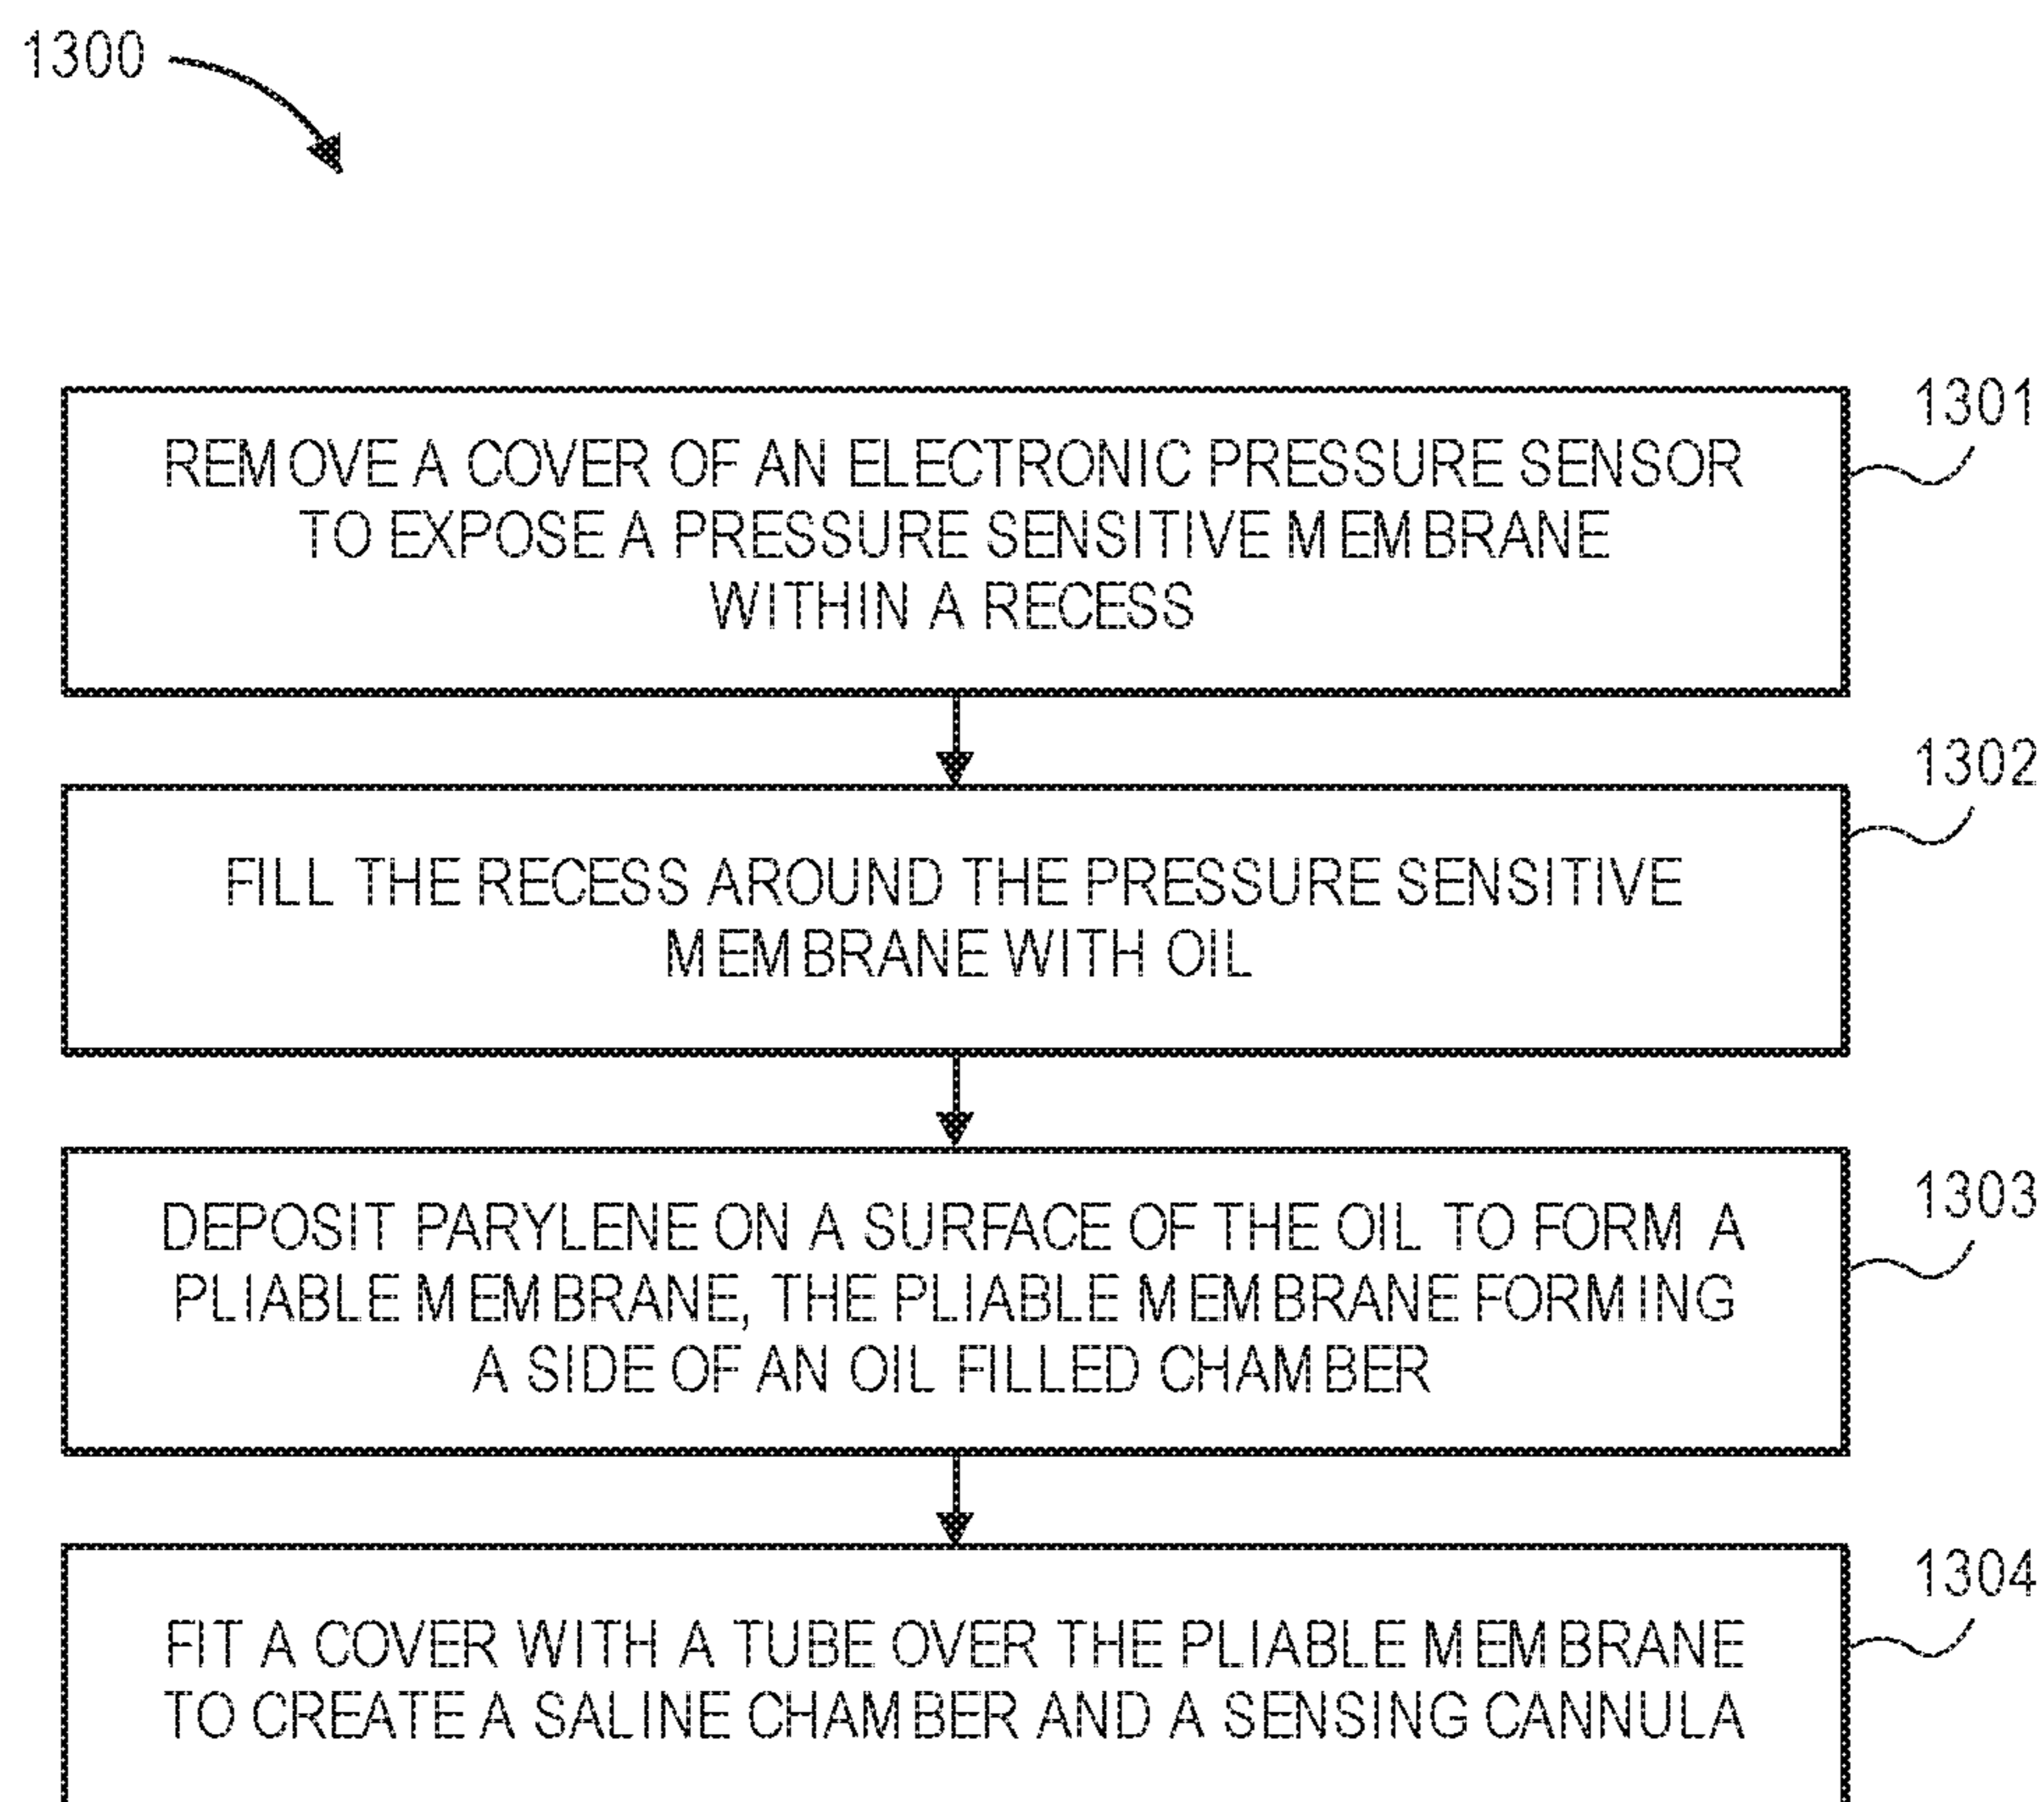 1300
1301
REMOVE A COVER OF AN ELECTRONIC PRESSURE SENSOR
TO EXPOSE A PRESSURE SENSITIVE MEMBRANE
WITHIN A RECESS
1302
FILL THE RECESS AROUND THE PRESSURE SENSITIVE
MEMBRANE WITH OIL
1303
DEPOSIT PARYLENE ON A SURFACE OF THE OIL TO FORM A
PLIABLE MEMBRANE, THE PLIABLE MEMBRANE FORMING
A SIDE OF AN OIL FILLED CHAMBER
1304
FIT A COVER WITH A TUBE OVER THE PLIABLE MEMBRANE
TO CREATE A SALINE CHAMBER AND A SENSING CANNULA